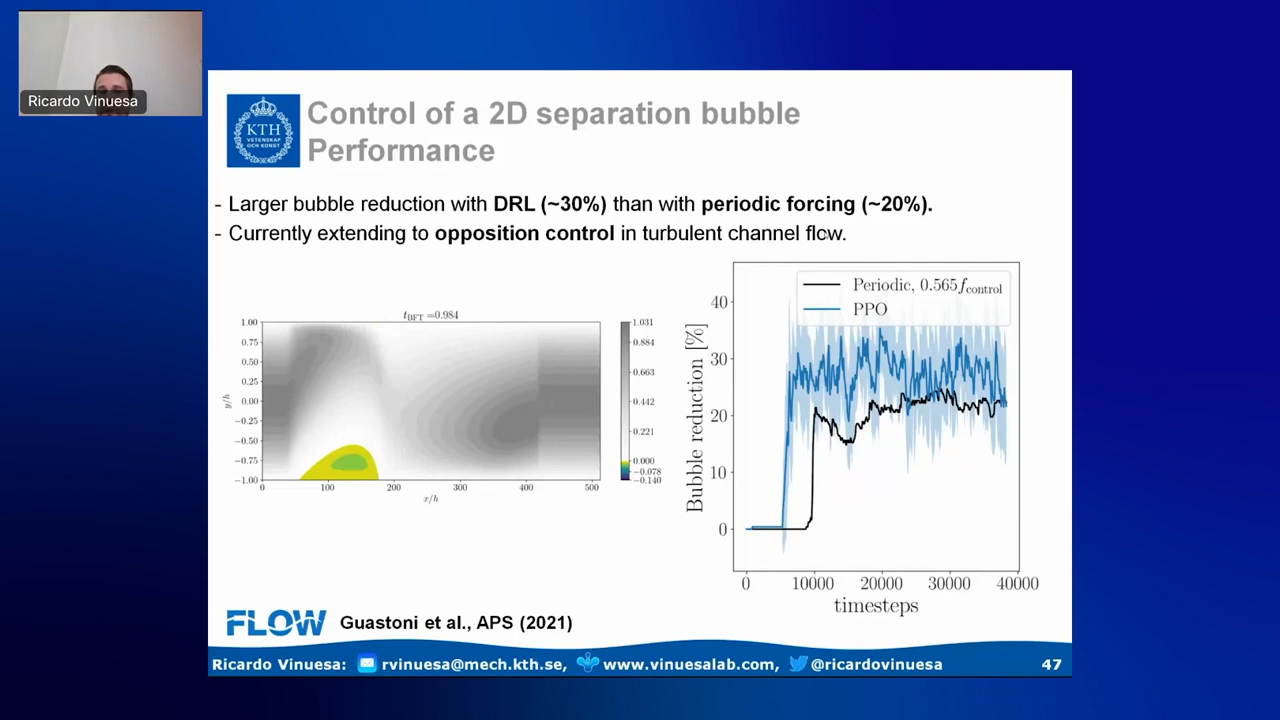 Ricardo Vinuesa
KTH
VETENSKAP
OCH KONST
Control of a 2D separation bubble
Performance
- Larger bubble reduction with DRL (~30%) than with periodic forcing (~20%).
- Currently extending to opposition control in turbulent channel flow.
t_BFT =0.984
1.00
0.75
0.50
0.25
0.00
−0.25
−0.50
−0.75
−1.00
y/h
0 100 200 300 400 500
x/h
1.031
0.884
0.663
0.442
0.221
0.000
−0.078
−0.140
Periodic, 0.565f_control
PPO
40
30
20
10
0
Bubble reduction [%]
0 10000 20000 30000 40000
timesteps
FLOW
Guastoni et al., APS (2021)
Ricardo Vinuesa: rvinuesa@mech.kth.se, www.vinuesalab.com, @ricardovinuesa 47